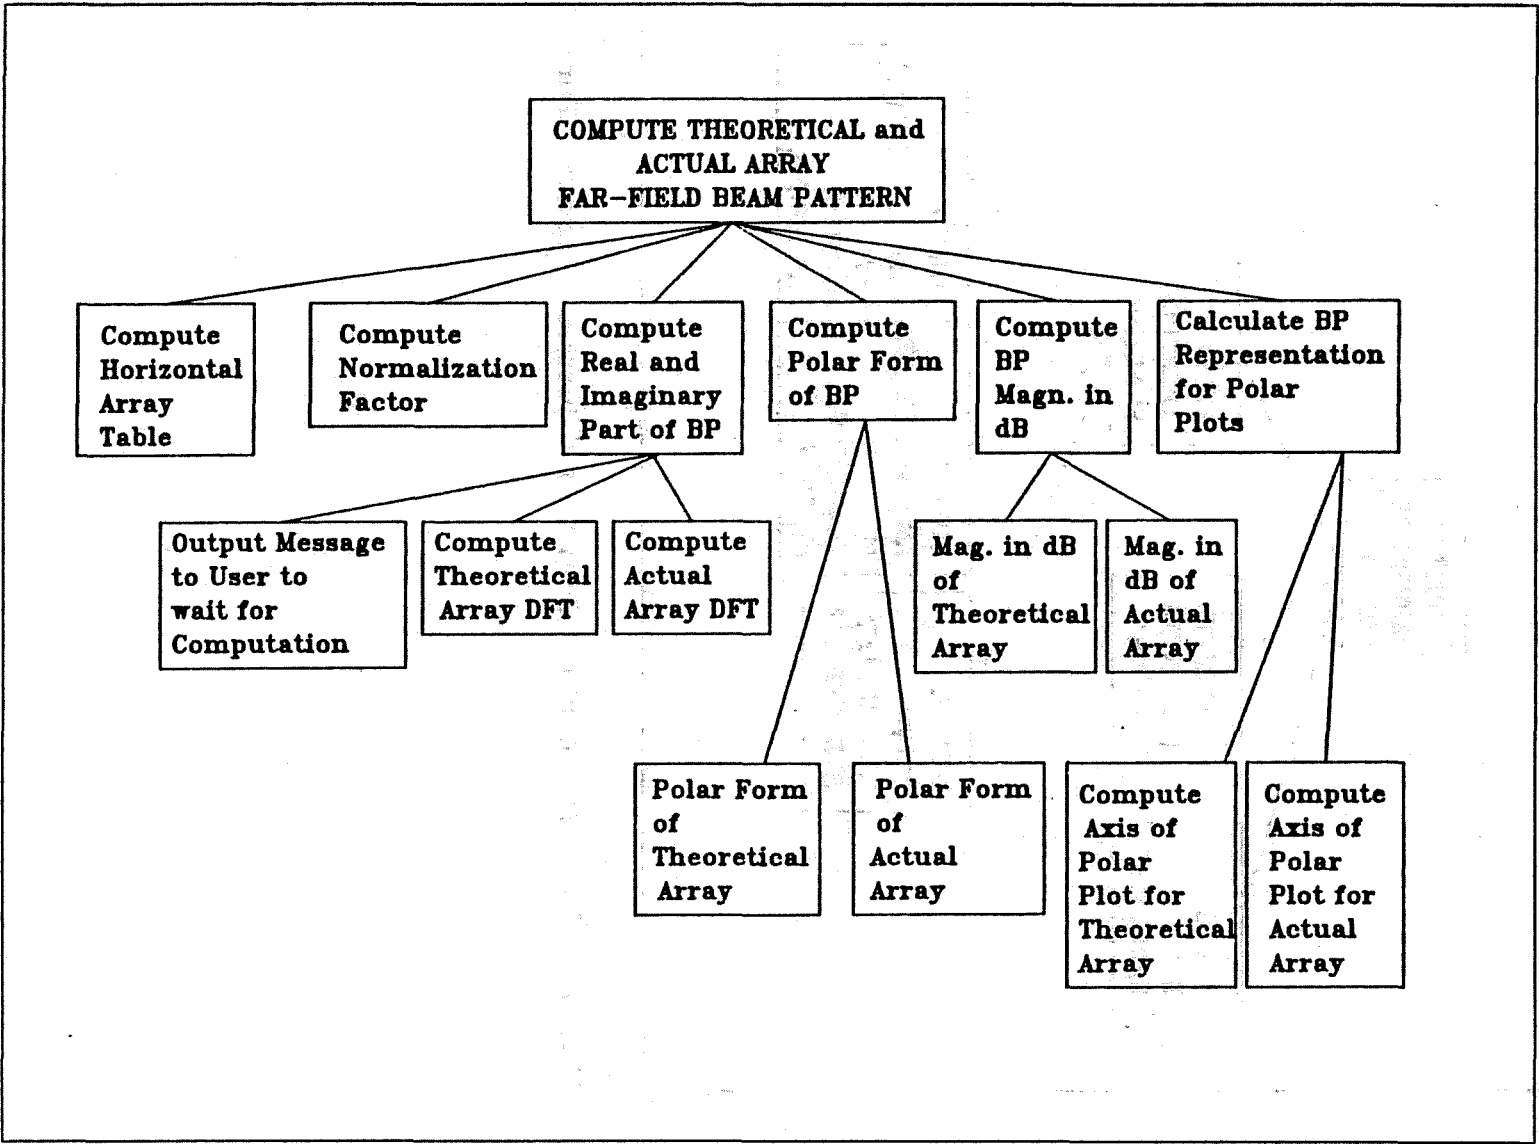 COMPUTE THEORETICAL and
ACTUAL ARRAY
FAR-FIELD BEAM PATTERN
Compute
Horizontal
Array
Table
Compute
Normalization
Factor
Compute
Real and
Imaginary
Part of BP
Compute
Polar Form
of BP
Compute
BP
Magn. in
dB
Calculate BP
Representation
for Polar
Plots
Output Message
to User to
wait for
Computation
Compute
Theoretical
Array DFT
Compute
Actual
Array DFT
Mag. in dB
of
Theoretical
Array
Mag. in
dB of
Actual
Array
Polar Form
of
Theoretical
Array
Polar Form
of
Actual
Array
Compute
Axis of
Polar
Plot for
Theoretical
Array
Compute
Axis of
Polar
Plot for
Actual
Array